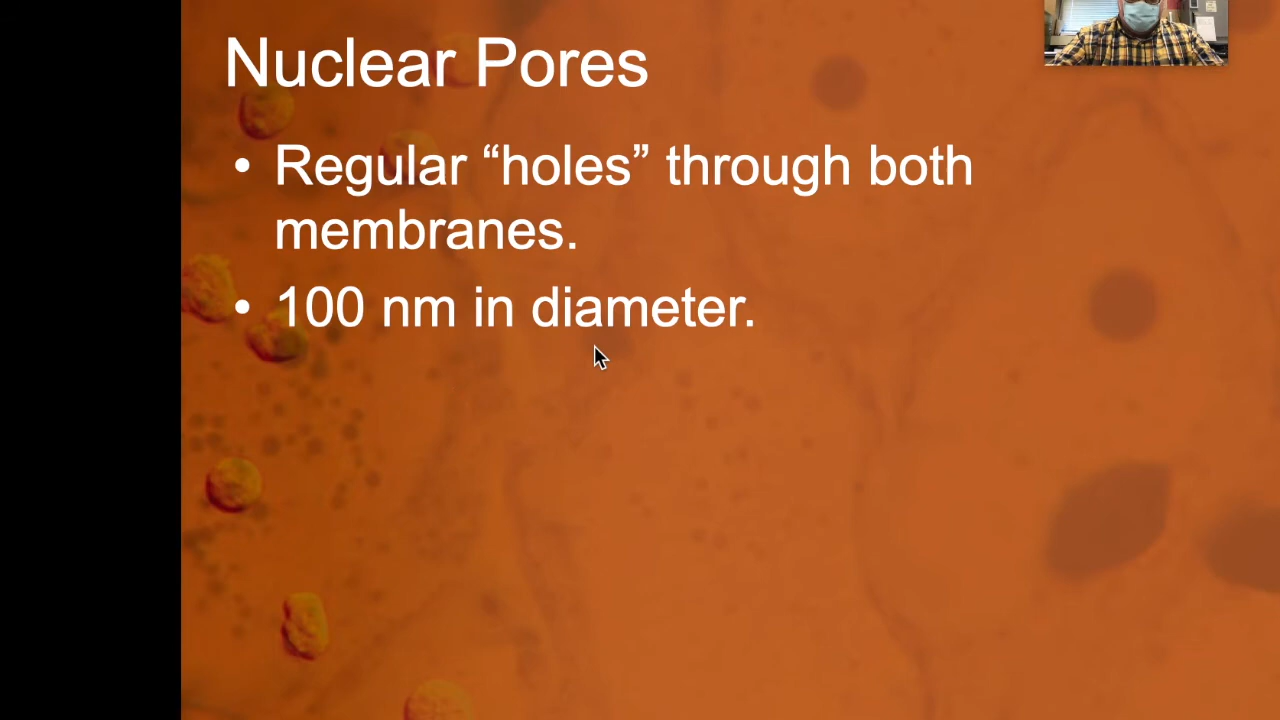 Nuclear Pores
• Regular “holes” through both
membranes.
• 100 nm in diameter.